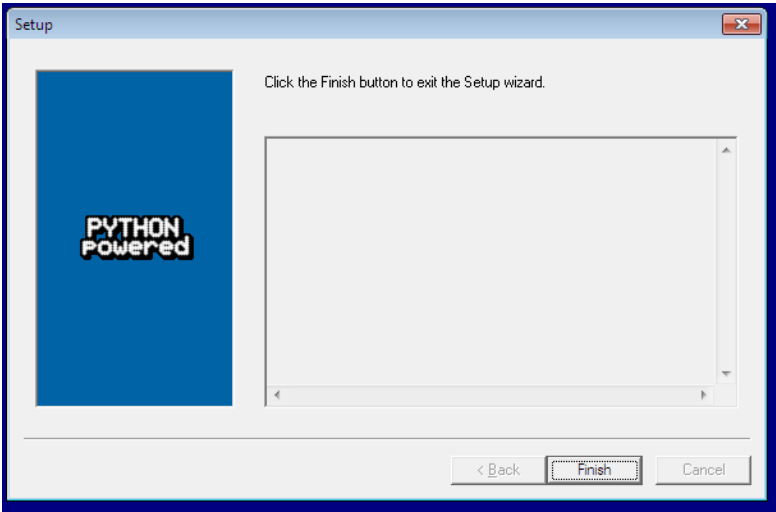 Setup
Click the Finish button to exit the Setup wizard.
PYTHON
powered
< Back
Finish
Cancel